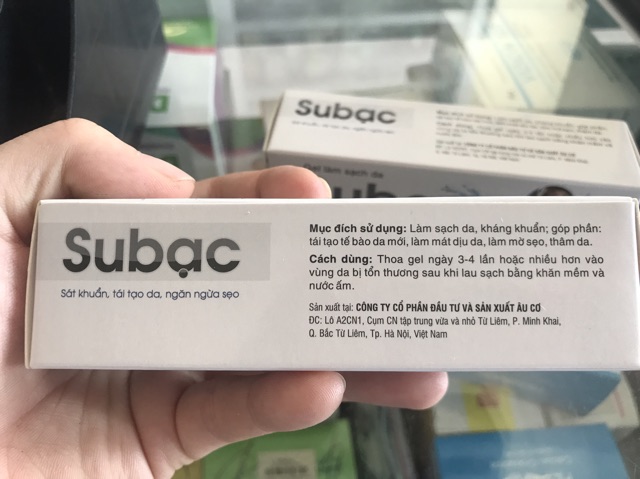 Subạc
Gel làm sạch da
Subạc
Sát khuẩn, tái tạo da, ngăn ngừa sẹo
Mục đích sử dụng: Làm sạch da, kháng khuẩn; góp phần:
tái tạo tế bào da mới, làm mát dịu da, làm mờ sẹo, thâm da.
Cách dùng: Thoa gel ngày 3-4 lần hoặc nhiều hơn vào
vùng da bị tổn thương sau khi lau sạch bằng khăn mềm và
nước ấm.
Sản xuất tại: CÔNG TY CỔ PHẦN ĐẦU TƯ VÀ SẢN XUẤT ÂU CƠ
ĐC: Lô A2CN1, Cụm CN tập trung vừa và nhỏ Từ Liêm, P. Minh Khai,
Q. Bắc Từ Liêm, Tp. Hà Nội, Việt Nam